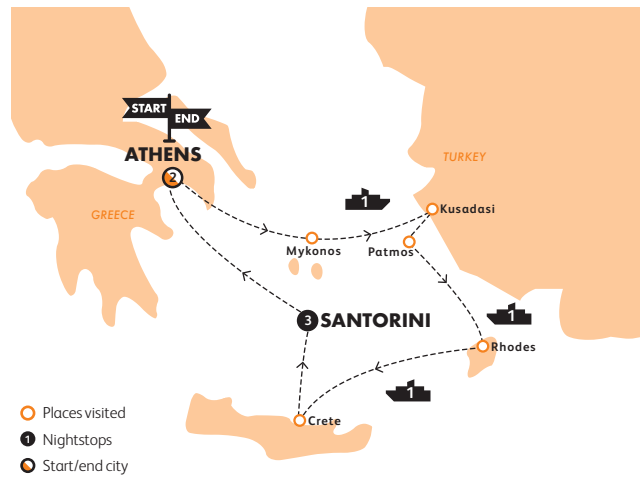 START
END
ATHENS
2
TURKEY
GREECE
1
Kusadasi
Mykonos
Patmos
3 SANTORINI
1
Rhodes
1
Crete
Places visited
1 Nightstops
Start/end city